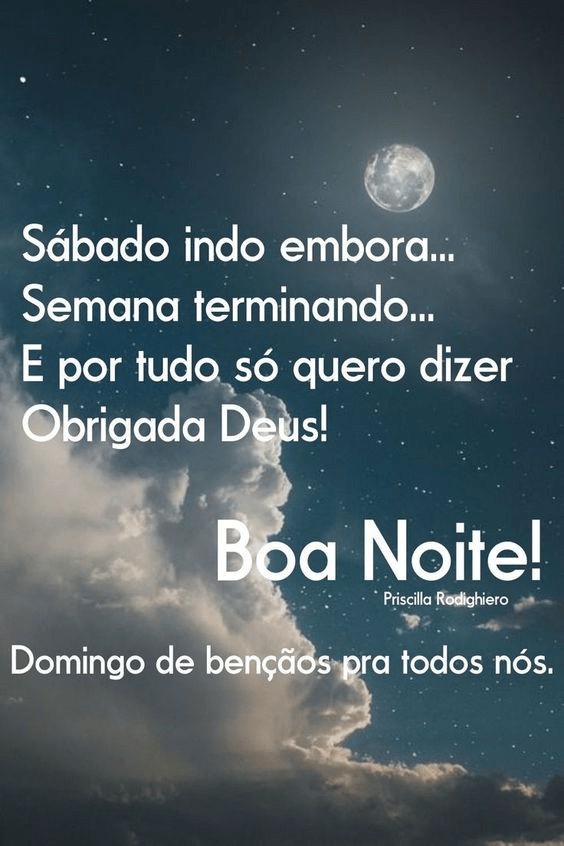 Sábado indo embora...
Semana terminando...
E por tudo só quero dizer
Obrigada Deus!
Boa Noite!
Priscilla Rodighiero
Domingo de bençãos pra todos nós.